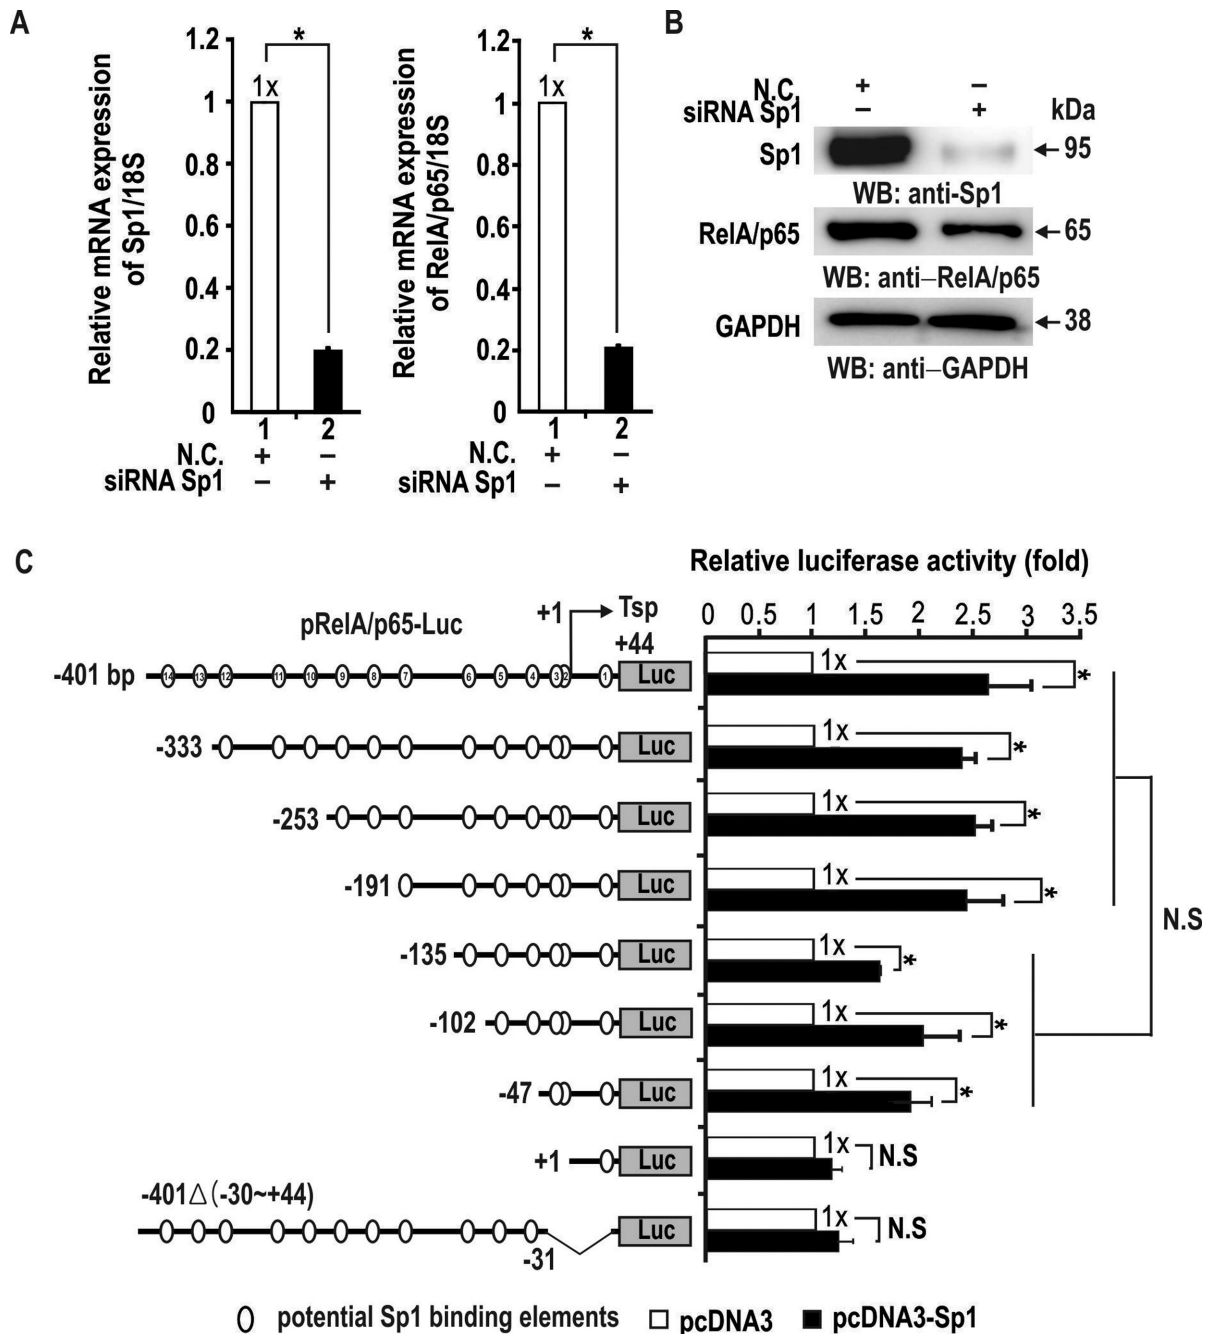 A
Relative mRNA expression
of Sp1/18S
1.2
1
0.8
0.6
0.4
0.2
0
1x
*
1 2
N.C. + –
siRNA Sp1 – +
Relative mRNA expression
of RelA/p65/18S
1.2
1
0.8
0.6
0.4
0.2
0
1x
*
1 2
N.C. + –
siRNA Sp1 – +
B
N.C. + –
siRNA Sp1 – + kDa
Sp1 95
WB: anti-Sp1
RelA/p65 65
WB: anti–RelA/p65
GAPDH 38
WB: anti–GAPDH
C
Relative luciferase activity (fold)
0 0.5 1 1.5 2 2.5 3 3.5
pRelA/p65-Luc +1 Tsp
+44
-401 bp 14 13 12 11 10 9 8 7 6 5 4 3 2 1 Luc 1x *
-333 Luc 1x *
-253 Luc 1x *
-191 Luc 1x *
N.S
-135 Luc 1x *
-102 Luc 1x *
-47 Luc 1x *
+1 Luc 1x N.S
-401△(-30~+44)
Luc 1x N.S
-31
potential Sp1 binding elements pcDNA3 pcDNA3-Sp1